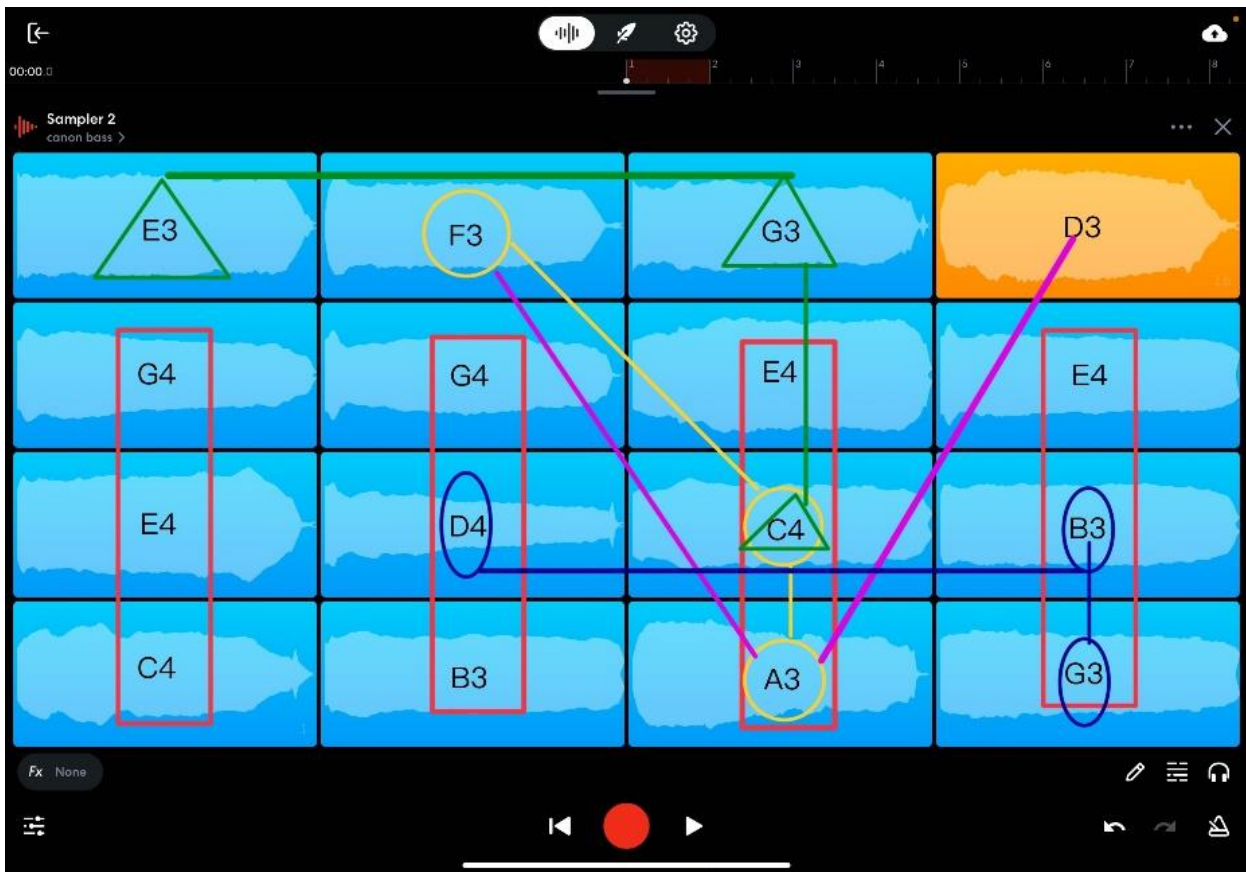 00:00.0
1 2 3 4 5 6 7 8
Sampler 2
canon bass >
E3 F3 G3 D3
G4 G4 E4 E4
E4 D4 C4 B3
C4 B3 A3 G3
Fx None